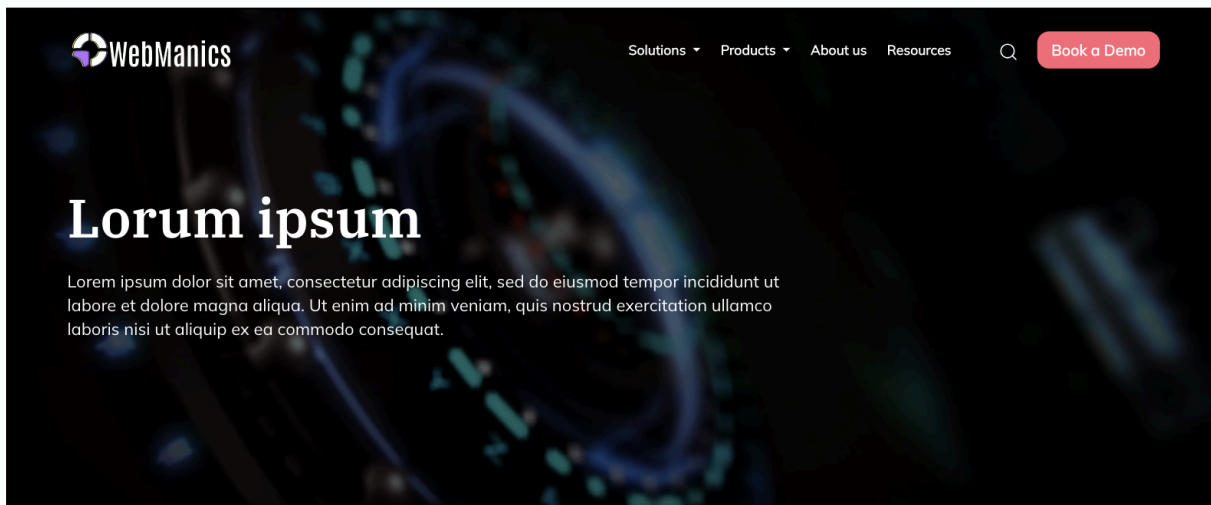 WebManics
Solutions
Products
About us
Resources
Book a Demo
Lorum ipsum
Lorem ipsum dolor sit amet, consectetur adipiscing elit, sed do eiusmod tempor incididunt ut
labore et dolore magna aliqua. Ut enim ad minim veniam, quis nostrud exercitation ullamco
laboris nisi ut aliquip ex ea commodo consequat.